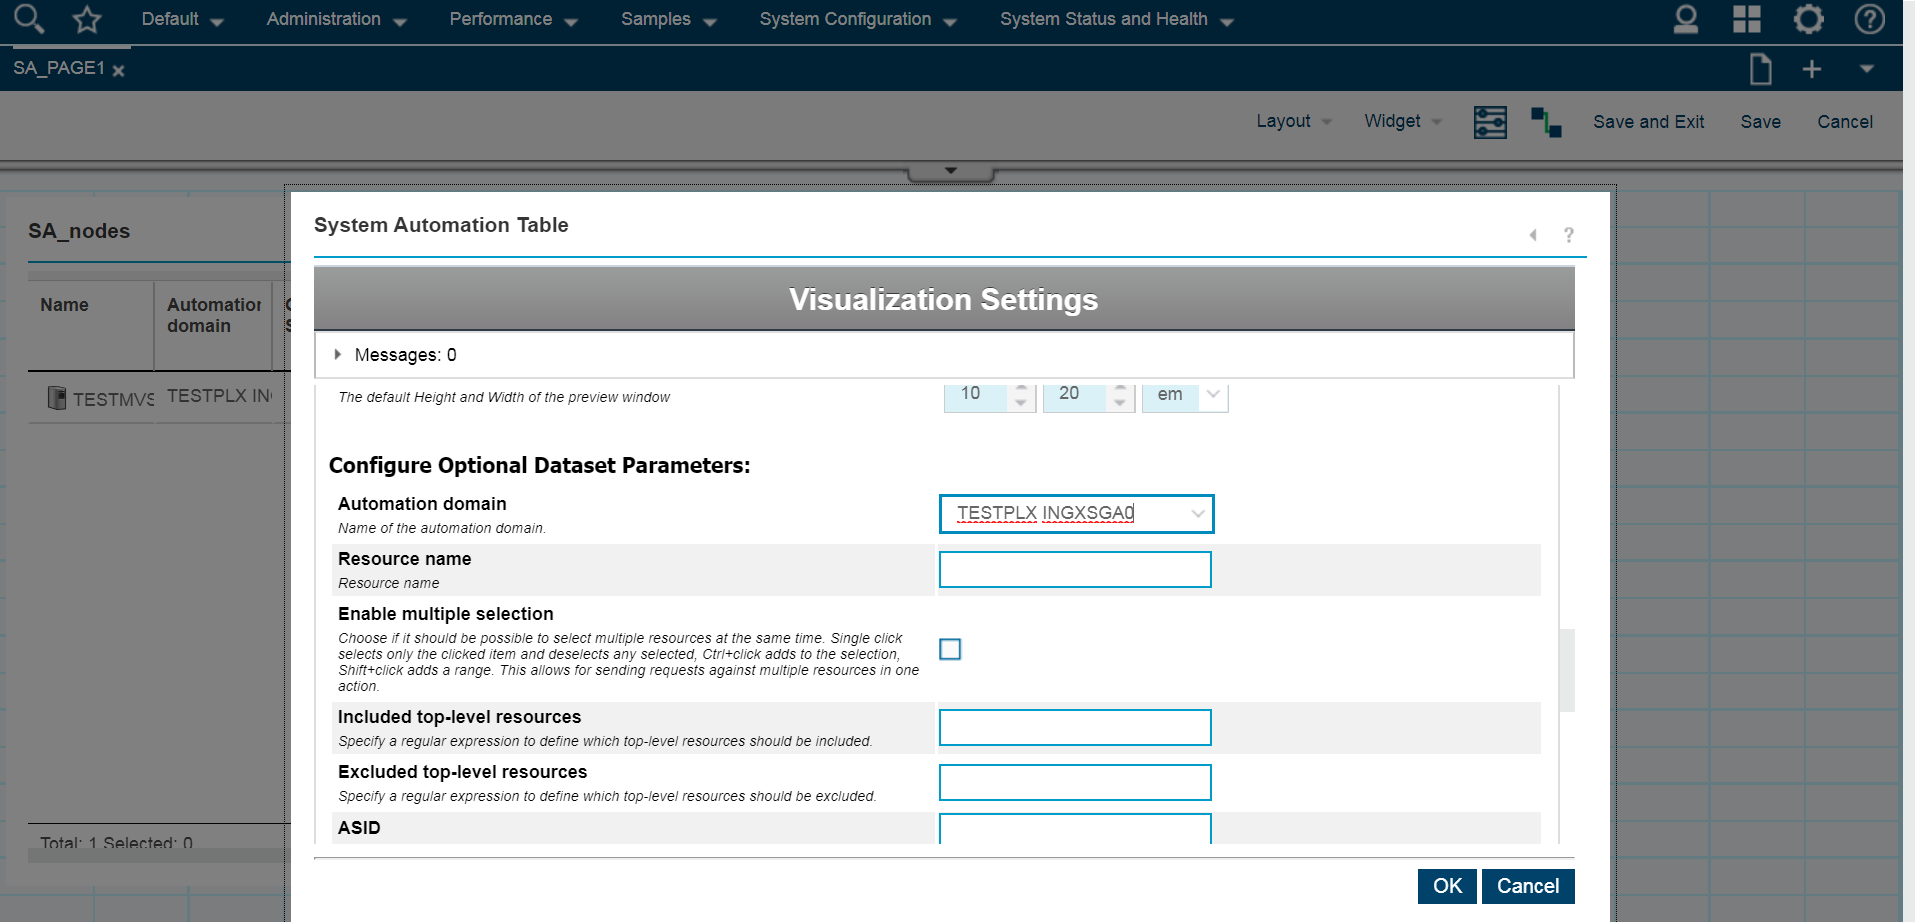 Default Administration Performance Samples System Configuration System Status and Health
SA_PAGE1
Layout Widget Save and Exit Save Cancel
SA_nodes
Name Automation domain
TESTMVS TESTPLX IN
Total: 1 Selected: 0
System Automation Table
?
Visualization Settings
Messages: 0
The default Height and Width of the preview window 10 20 em
Configure Optional Dataset Parameters:
Automation domain
Name of the automation domain.
TESTPLX INGXSGA0
Resource name
Resource name
Enable multiple selection
Choose if it should be possible to select multiple resources at the same time. Single click
selects only the clicked item and deselects any selected, Ctrl+click adds to the selection,
Shift+click adds a range. This allows for sending requests against multiple resources in one
action.
Included top-level resources
Specify a regular expression to define which top-level resources should be included.
Excluded top-level resources
Specify a regular expression to define which top-level resources should be excluded.
ASID
OK Cancel